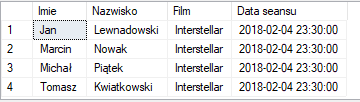 Imie Nazwisko Film Data seansu
1 Jan Lewnadowski Interstellar 2018-02-04 23:30:00
2 Marcin Nowak Interstellar 2018-02-04 23:30:00
3 Michał Piątek Interstellar 2018-02-04 23:30:00
4 Tomasz Kwiatkowski Interstellar 2018-02-04 23:30:00